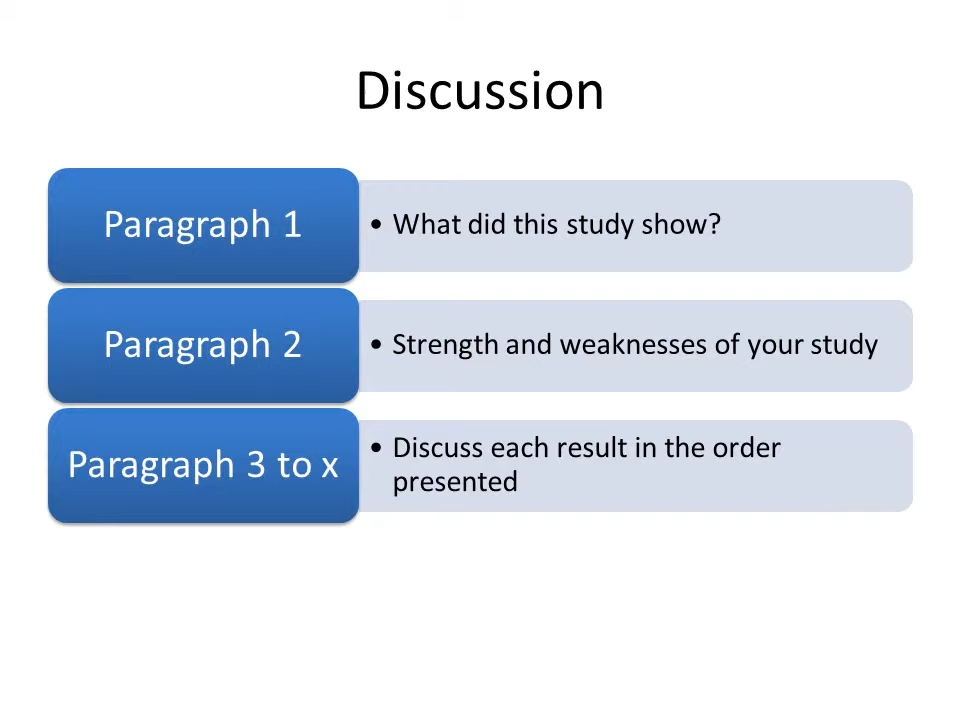 Discussion
Paragraph 1
• What did this study show?
Paragraph 2
• Strength and weaknesses of your study
Paragraph 3 to x
• Discuss each result in the order
presented